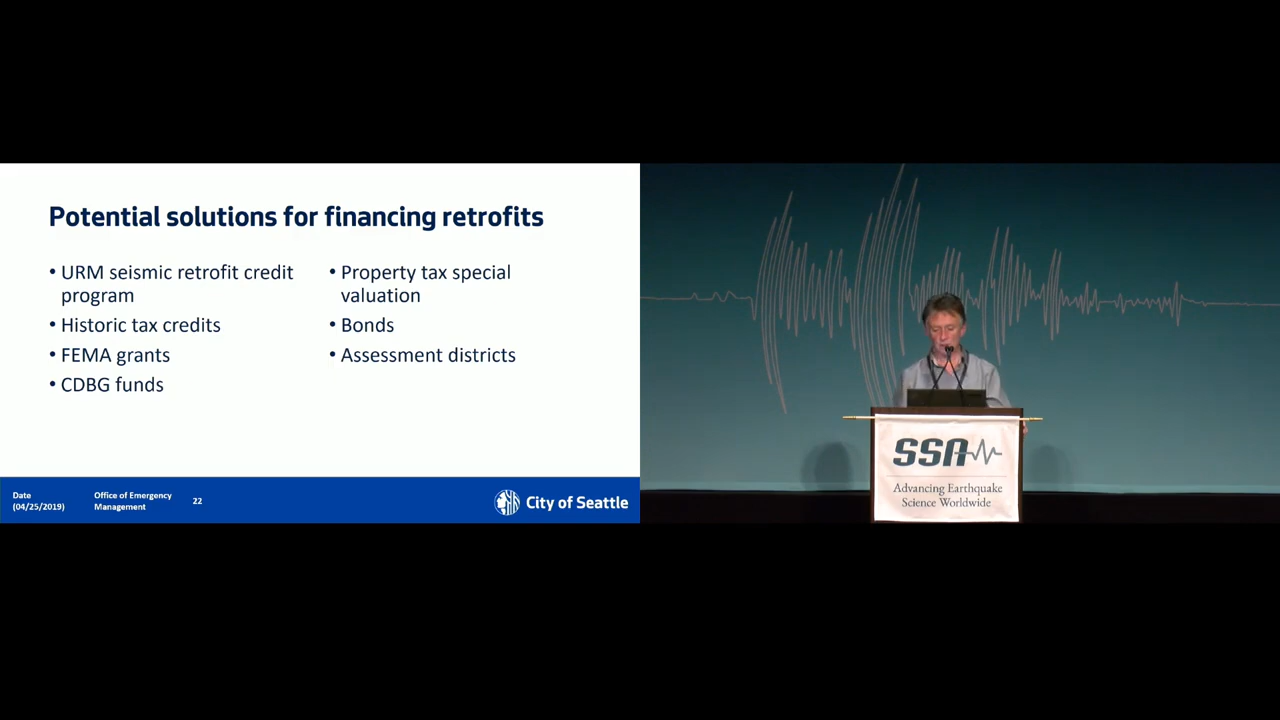 Potential solutions for financing retrofits
• URM seismic retrofit credit
program
• Historic tax credits
• FEMA grants
• CDBG funds
• Property tax special
valuation
• Bonds
• Assessment districts
Date
(04/25/2019)
Office of Emergency
Management
22
City of Seattle
SSA
Advancing Earthquake
Science Worldwide